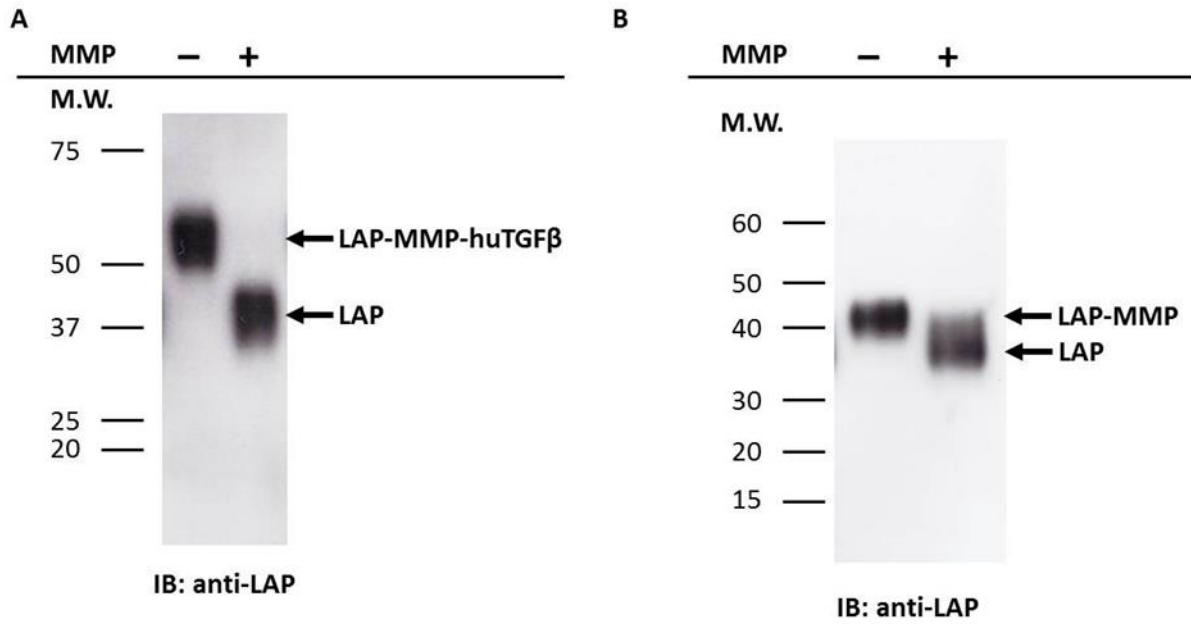 A
MMP − +
M.W.
75
50
37
25
20
LAP-MMP-huTGFβ
LAP
IB: anti-LAP
B
MMP − +
M.W.
60
50
40
30
20
15
LAP-MMP
LAP
IB: anti-LAP